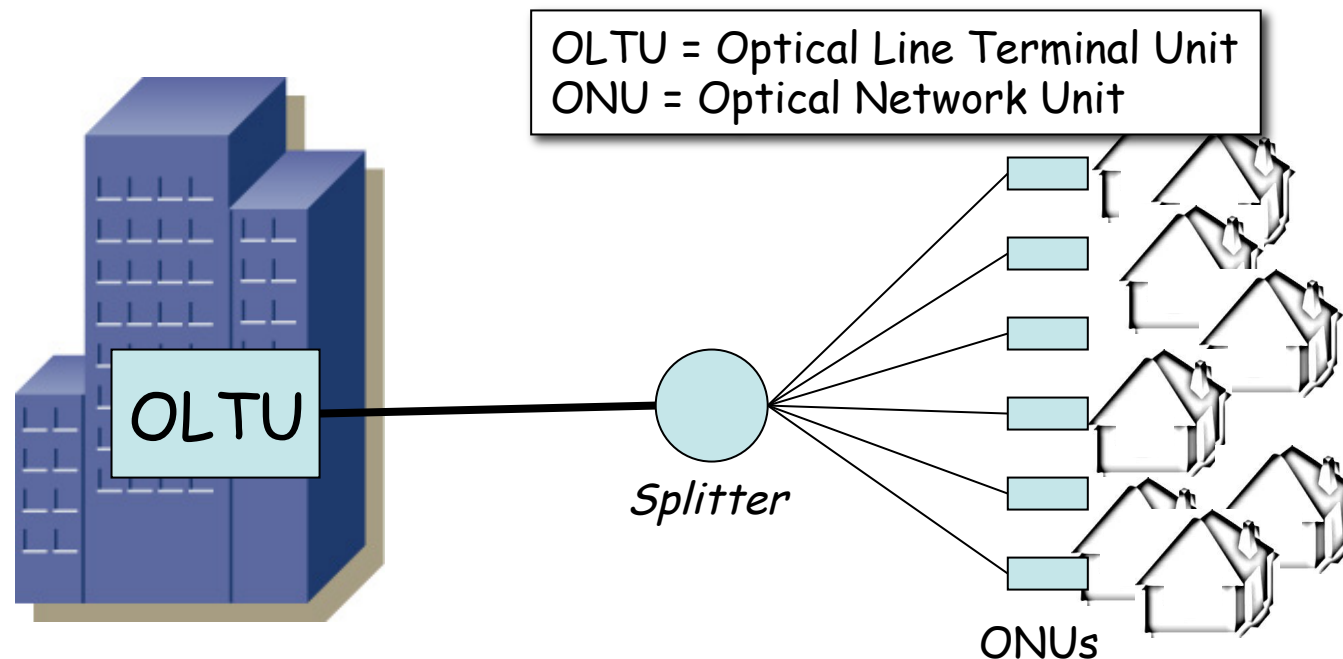 OLTU = Optical Line Terminal Unit
ONU = Optical Network Unit
OLTU
Splitter
ONUs